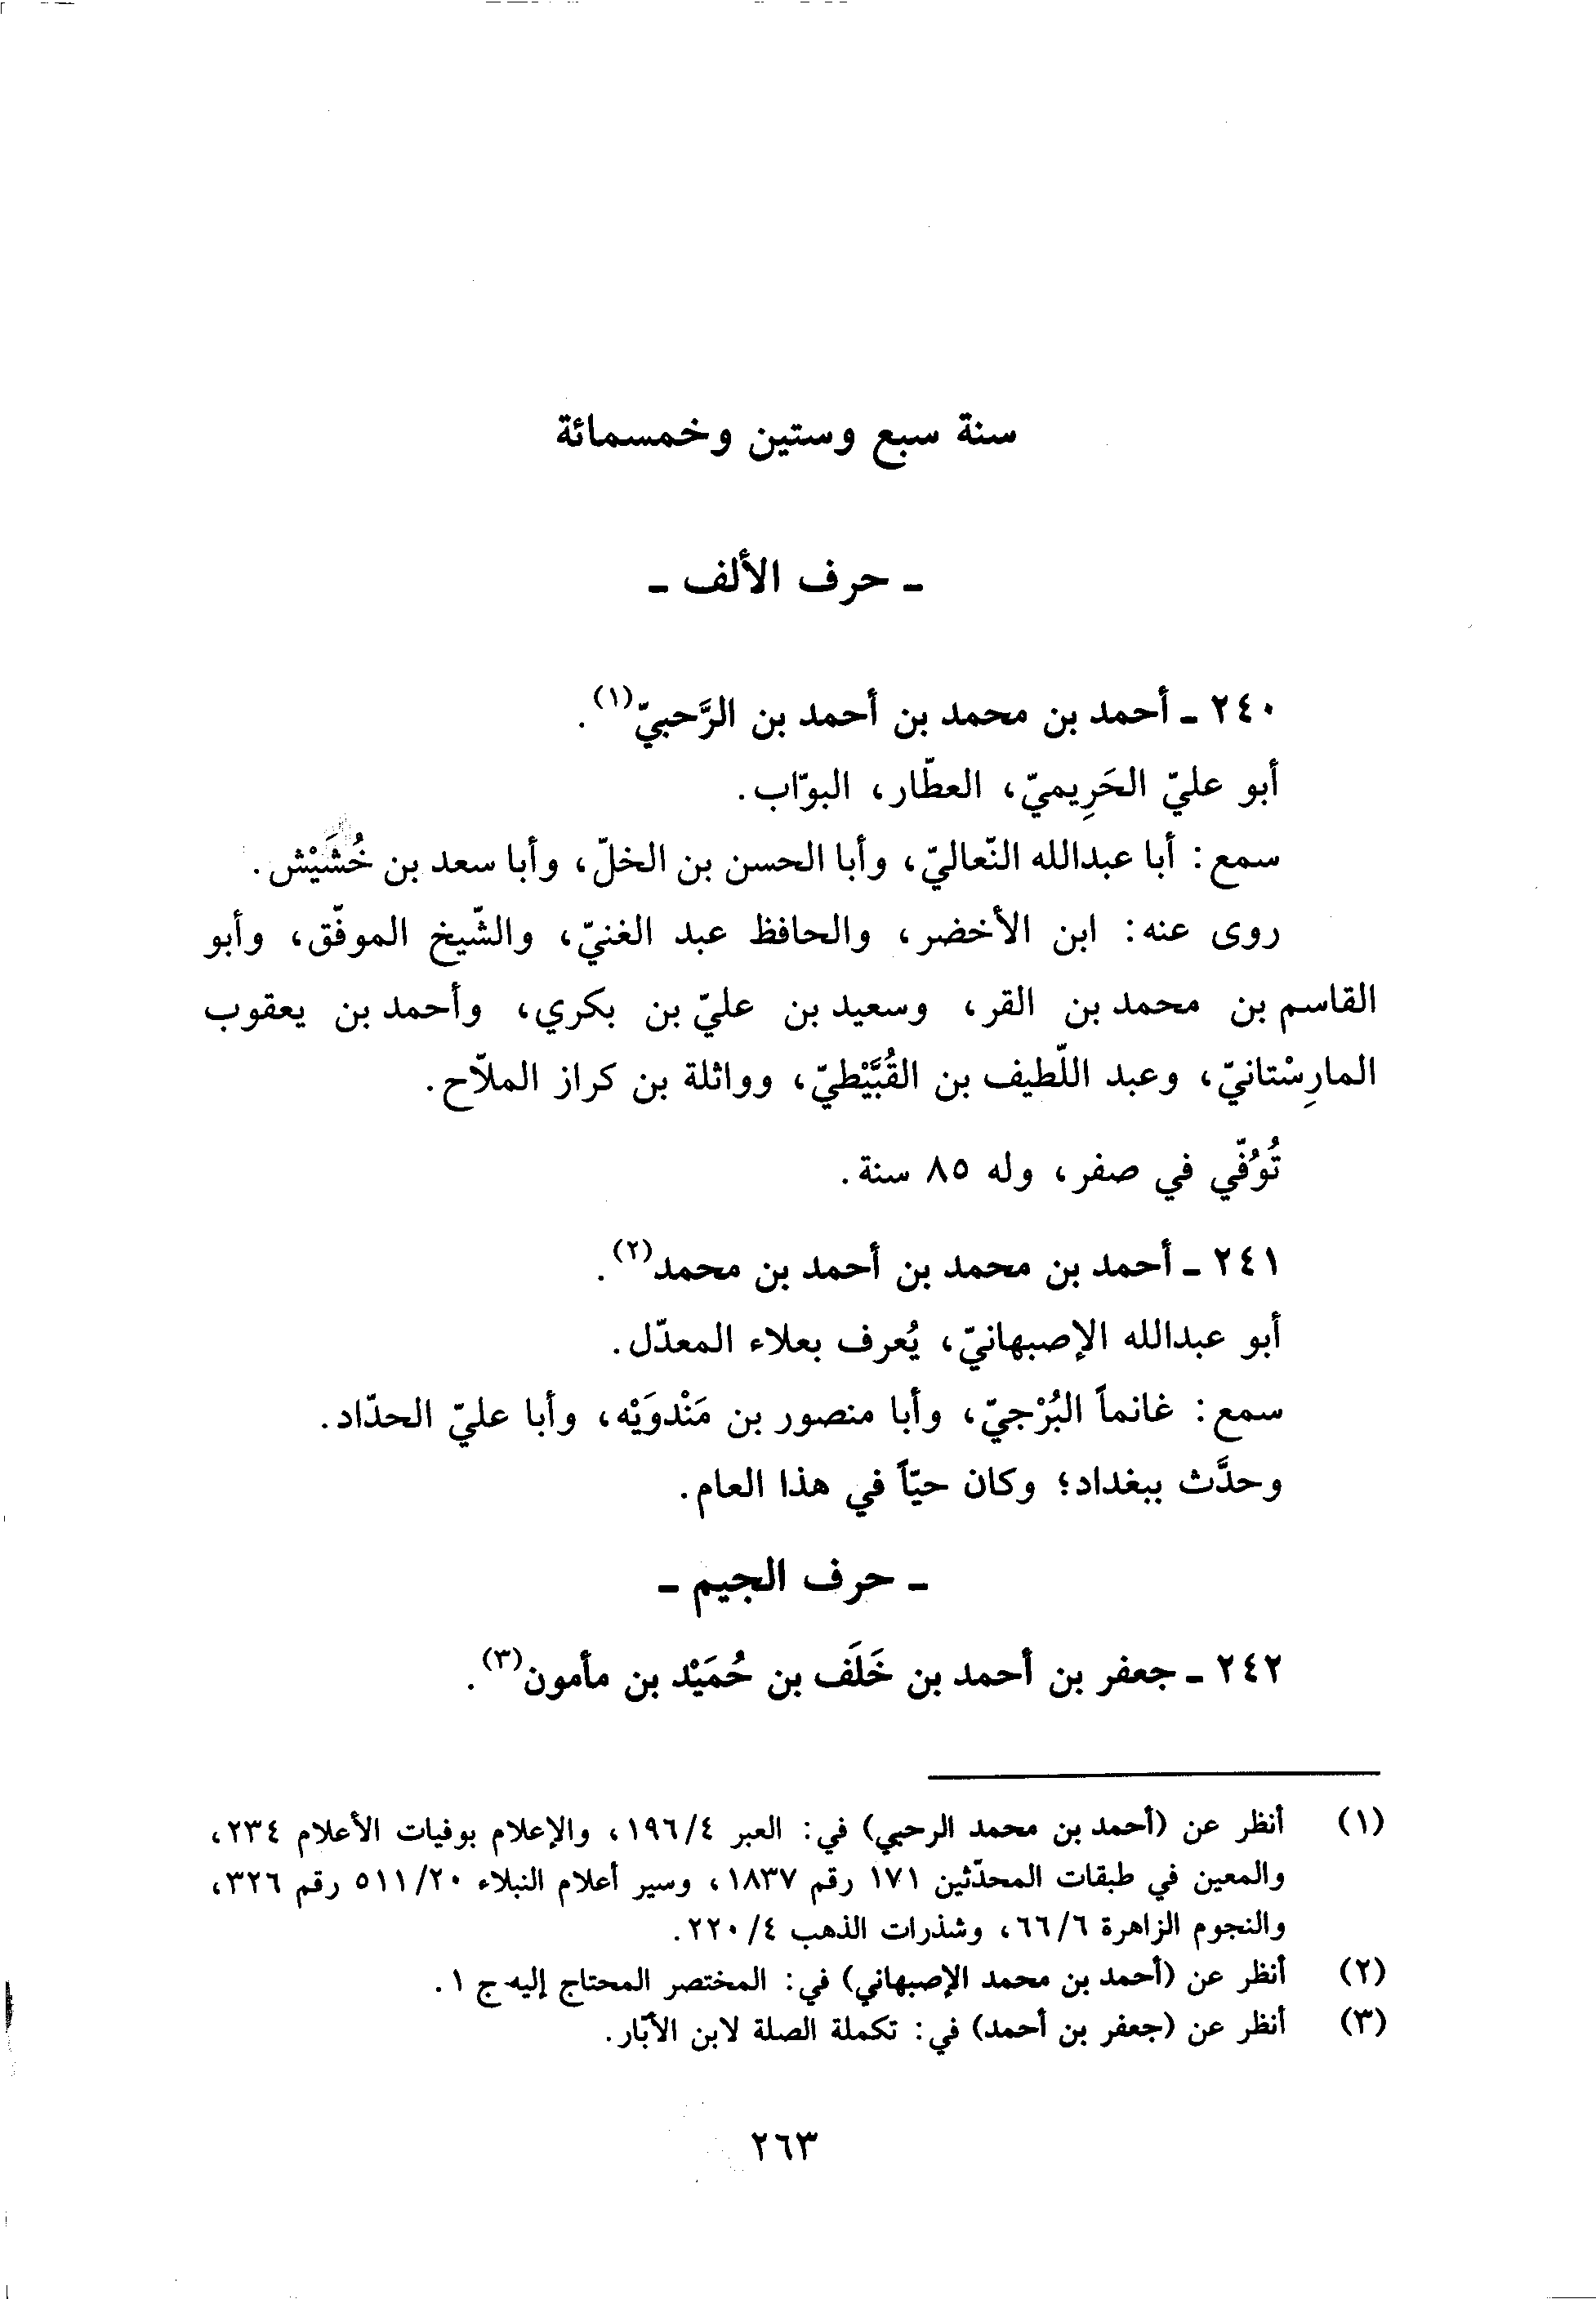 سنة سبع وستين وخمسمائة
ـ حرف الألف ـ
٢٤٠ ـ أحمد بن محمد بن أحمد بن الرَّحبيّ(١).
أبو عليّ الحَرِيميّ، العطّار، البوّاب.
سمع: أبا عبدالله النّعاليّ، وأبا الحسن بن الخلّ، وأبا سعد بن خُشَيْش.
روى عنه: ابن الأخضر، والحافظ عبد الغنيّ، والشّيخ الموفّق، وأبو
القاسم بن محمد بن القر، وسعيد بن عليّ بن بكري، وأحمد بن يعقوب
المارِسْتانيّ، وعبد اللّطيف بن القُبَّيْطيّ، وواثلة بن كراز الملاّح.
تُوُفّي في صفر، وله ٨٥ سنة.
٢٤١ ـ أحمد بن محمد بن أحمد بن محمد(٢).
أبو عبدالله الإصبهانيّ، يُعرف بعلاء المعدّل.
سمع: غانماً البُرْجيّ، وأبا منصور بن مَنْدوَيْه، وأبا عليّ الحدّاد.
وحدَّث ببغداد؛ وكان حيّاً في هذا العام.
ـ حرف الجيم ـ
٢٤٢ ـ جعفر بن أحمد بن خَلَف بن حُمَيْد بن مأمون(٣).
(١) أنظر عن (أحمد بن محمد الرحبي) في: العبر ١٩٦/٤، والإعلام بوفيات الأعلام ٢٣٤،
والمعين في طبقات المحدّثين ١٧١ رقم ١٨٣٧، وسير أعلام النبلاء ٥١١/٢٠ رقم ٣٢٦،
والنجوم الزاهرة ٦٦/٦، وشذرات الذهب ٢٢٠/٤.
(٢) أنظر عن (أحمد بن محمد الإصبهاني) في: المختصر المحتاج إليه ج ١.
(٣) أنظر عن (جعفر بن أحمد) في: تكملة الصلة لابن الأبّار.
٢٦٣